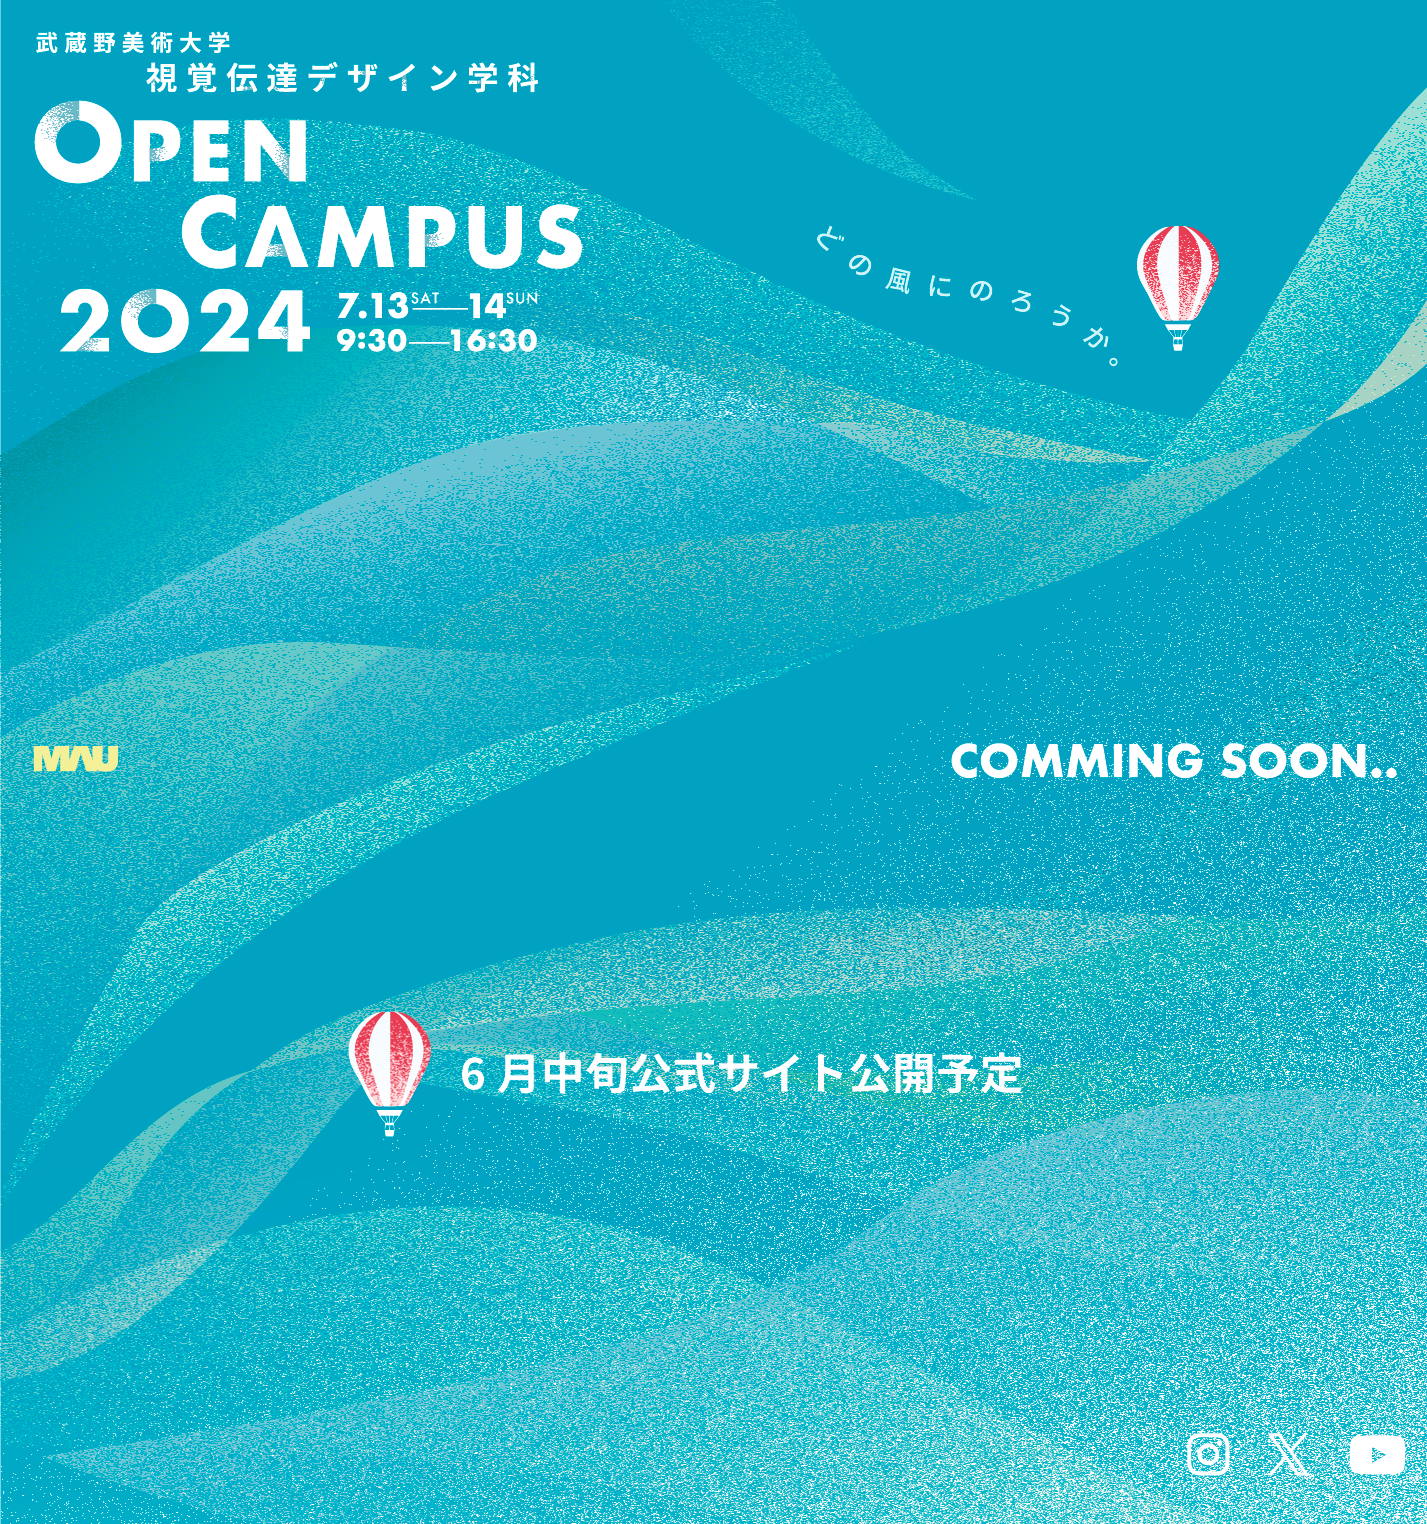 武蔵野美術大学
視覚伝達デザイン学科
OPEN
CAMPUS
2024
7.13SAT—14SUN
9:30—16:30
どの風にのろうか。
MAU
COMMING SOON..
6月中旬公式サイト公開予定